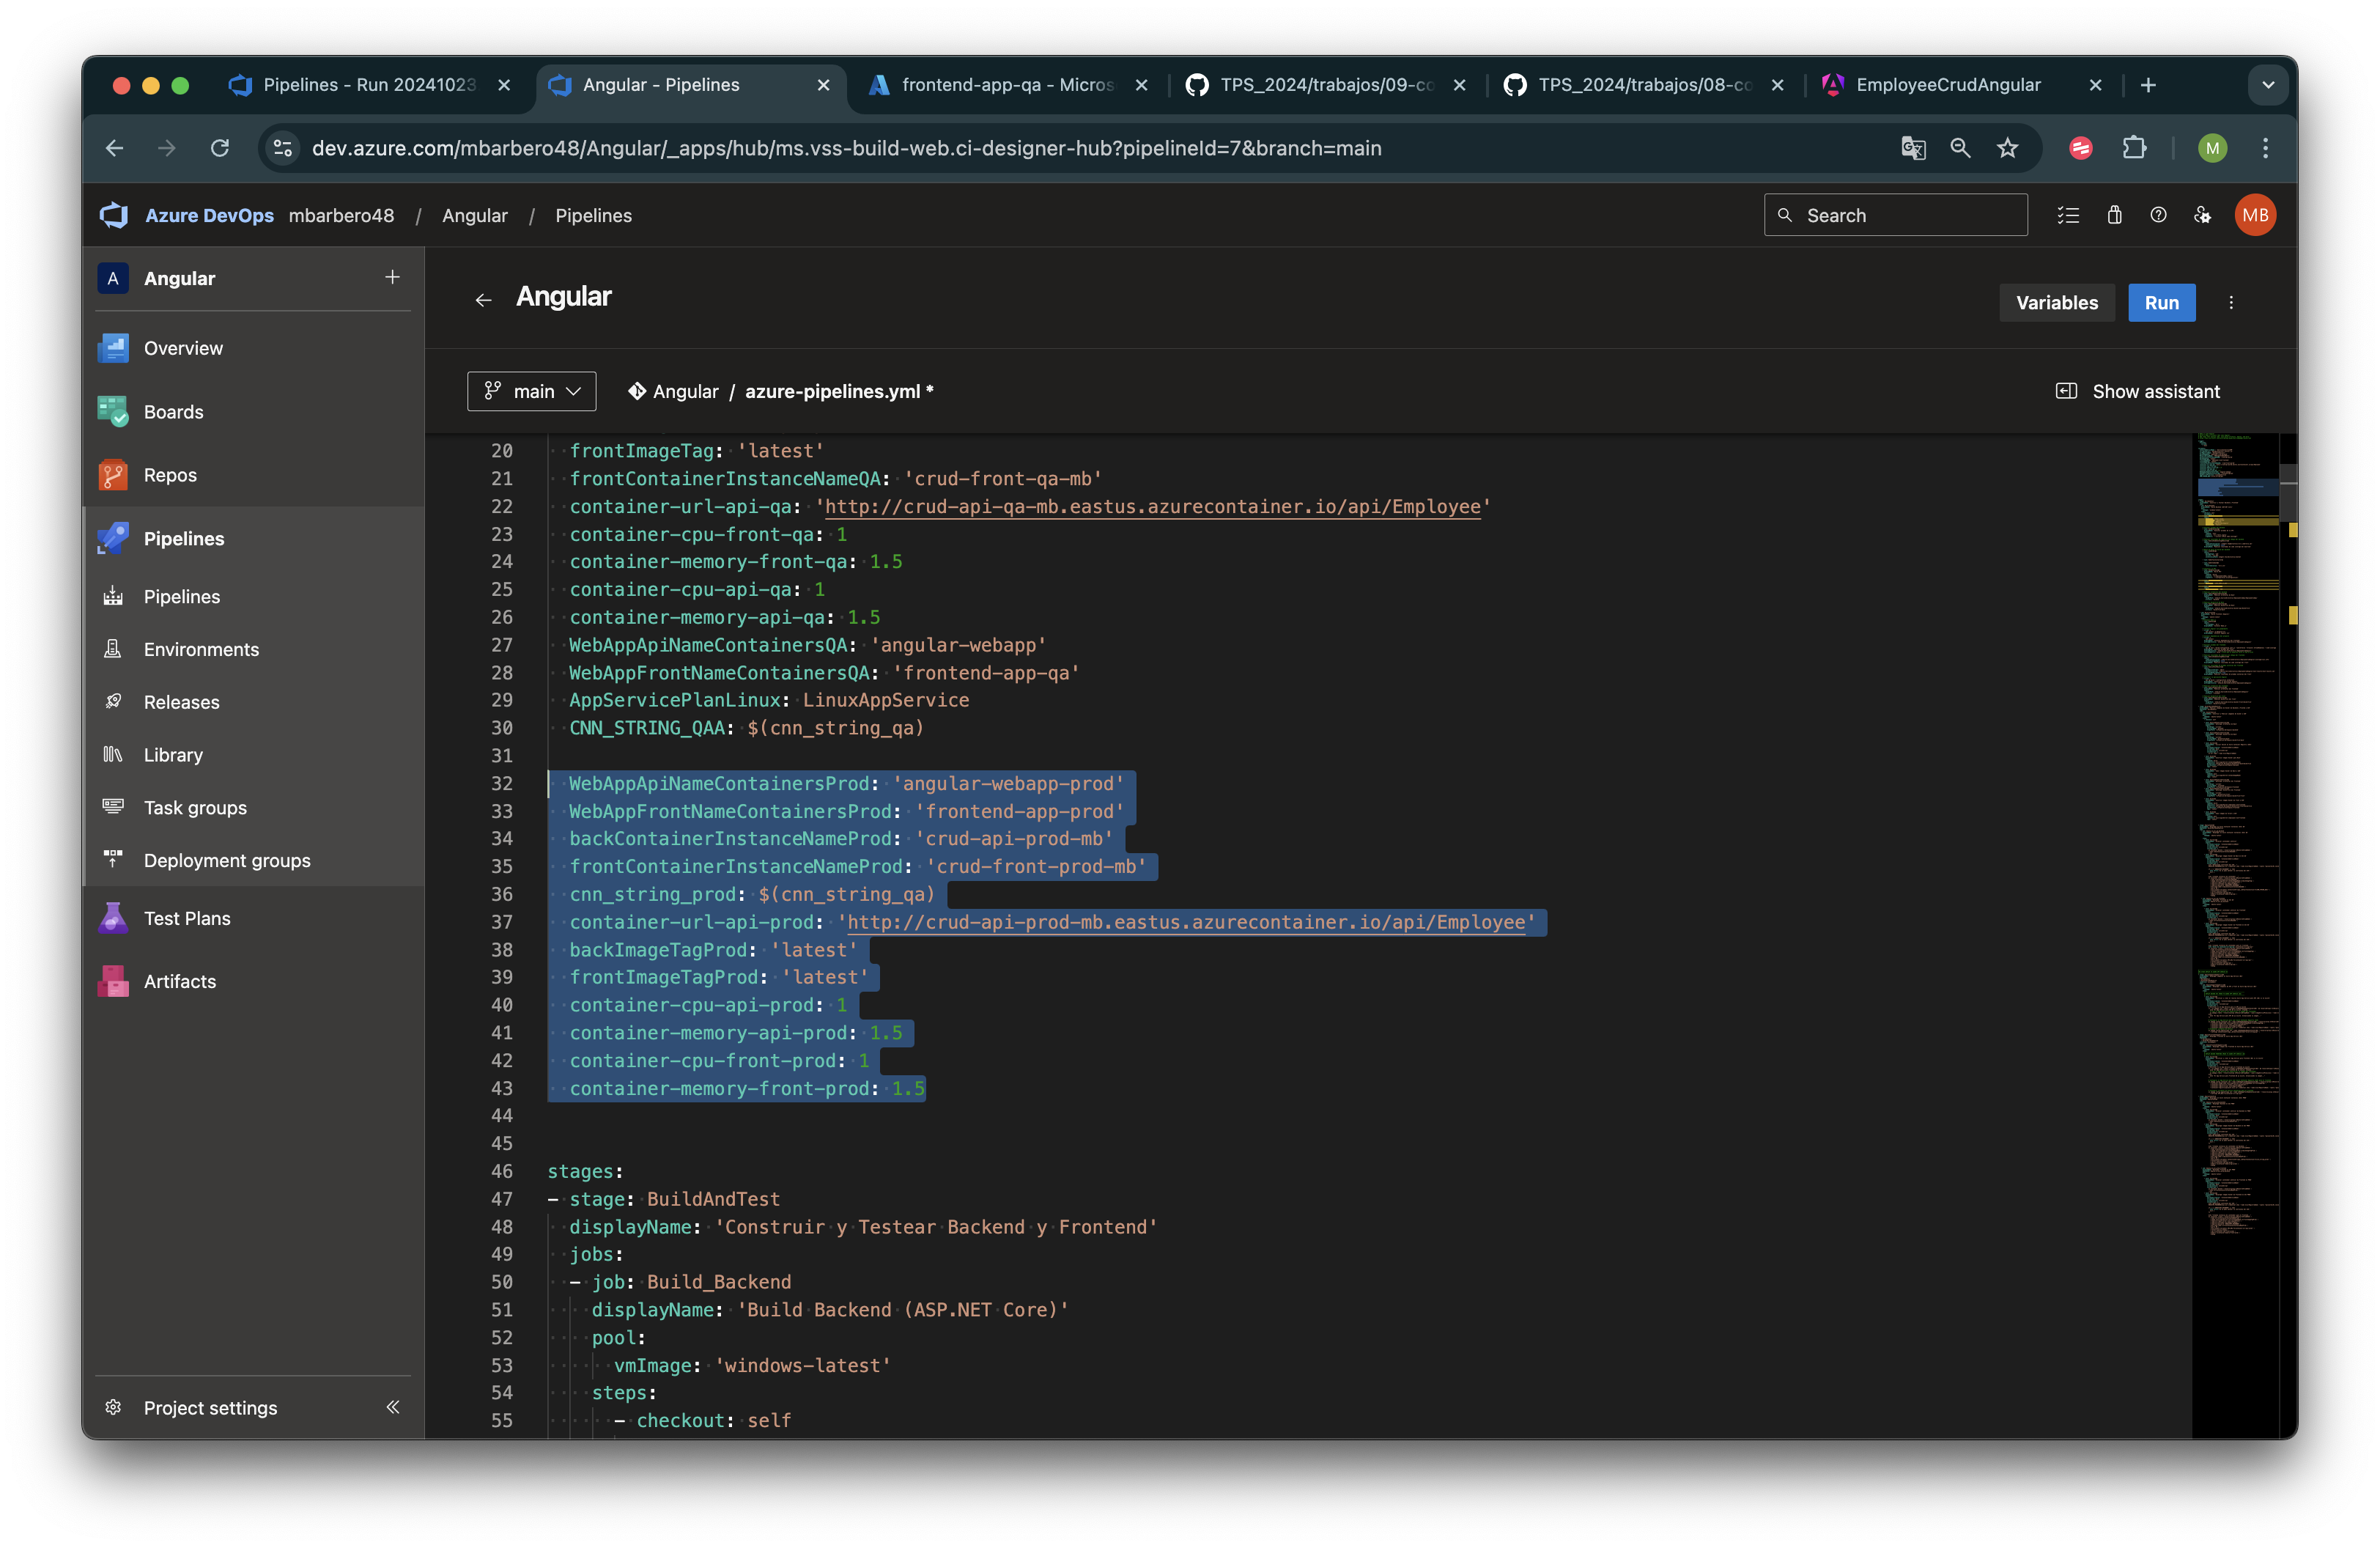 Pipelines - Run 20241023
Angular - Pipelines
frontend-app-qa - Micros
TPS_2024/trabajos/09-co
TPS_2024/trabajos/08-co
EmployeeCrudAngular
dev.azure.com/mbarbero48/Angular/_apps/hub/ms.vss-build-web.ci-designer-hub?pipelineId=7&branch=main
M
Azure DevOps mbarbero48 / Angular / Pipelines
Search
MB
A Angular
Overview
Boards
Repos
Pipelines
Pipelines
Environments
Releases
Library
Task groups
Deployment groups
Test Plans
Artifacts
Project settings
Angular
Variables
Run
main
Angular / azure-pipelines.yml *
Show assistant
20 frontImageTag: 'latest'
21 frontContainerInstanceNameQA: 'crud-front-qa-mb'
22 container-url-api-qa: 'http://crud-api-qa-mb.eastus.azurecontainer.io/api/Employee'
23 container-cpu-front-qa: 1
24 container-memory-front-qa: 1.5
25 container-cpu-api-qa: 1
26 container-memory-api-qa: 1.5
27 WebAppApiNameContainersQA: 'angular-webapp'
28 WebAppFrontNameContainersQA: 'frontend-app-qa'
29 AppServicePlanLinux: LinuxAppService
30 CNN_STRING_QAA: $(cnn_string_qa)
31
32 WebAppApiNameContainersProd: 'angular-webapp-prod'
33 WebAppFrontNameContainersProd: 'frontend-app-prod'
34 backContainerInstanceNameProd: 'crud-api-prod-mb'
35 frontContainerInstanceNameProd: 'crud-front-prod-mb'
36 cnn_string_prod: $(cnn_string_qa)
37 container-url-api-prod: 'http://crud-api-prod-mb.eastus.azurecontainer.io/api/Employee'
38 backImageTagProd: 'latest'
39 frontImageTagProd: 'latest'
40 container-cpu-api-prod: 1
41 container-memory-api-prod: 1.5
42 container-cpu-front-prod: 1
43 container-memory-front-prod: 1.5
44
45
46 stages:
47 - stage: BuildAndTest
48 displayName: 'Construir y Testear Backend y Frontend'
49 jobs:
50 - job: Build_Backend
51 displayName: 'Build Backend (ASP.NET Core)'
52 pool:
53 vmImage: 'windows-latest'
54 steps:
55 - checkout: self